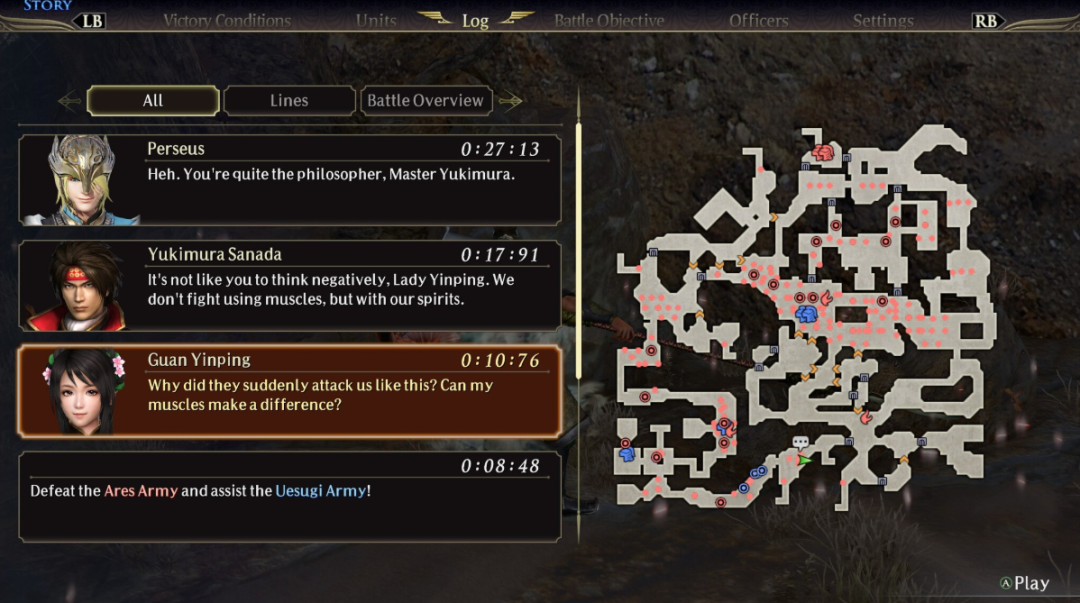 STORY
LB Victory Conditions Units Log Battle Objective Officers Settings RB
All Lines Battle Overview
Perseus 0:27:13
Heh. You're quite the philosopher, Master Yukimura.
Yukimura Sanada 0:17:91
It's not like you to think negatively, Lady Yinping. We
don't fight using muscles, but with our spirits.
Guan Yinping 0:10:76
Why did they suddenly attack us like this? Can my
muscles make a difference?
0:08:48
Defeat the Ares Army and assist the Uesugi Army!
A Play